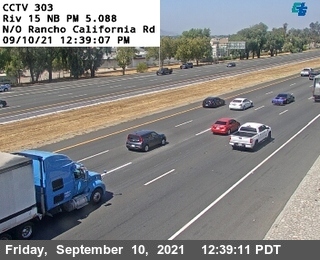 CCTV 303
Riv 15 NB PM 5.088
N/O Rancho California Rd
09/10/21 12:39:07 PM
Friday, September 10, 2021 12:39:11 PDT